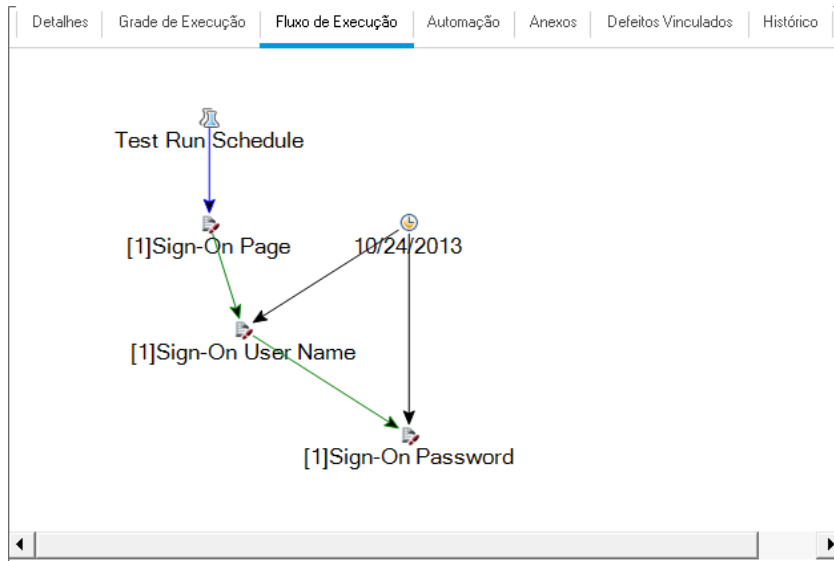 Detalhes Grade de Execução Fluxo de Execução Automação Anexos Defeitos Vinculados Histórico
Test Run Schedule
[1]Sign-On Page 10/24/2013
[1]Sign-On User Name
[1]Sign-On Password